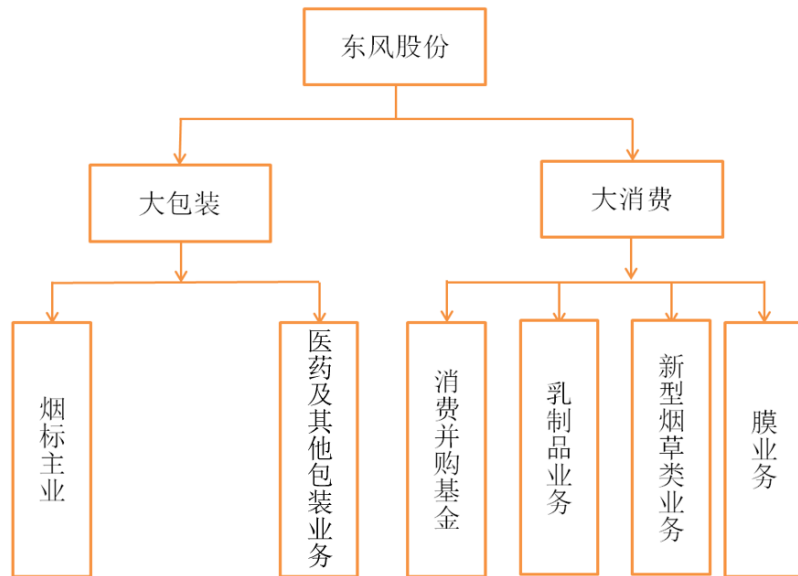 东风股份
大包装
大消费
烟标主业
医药及其他包装业务
消费并购基金
乳制品业务
新型烟草类业务
膜业务